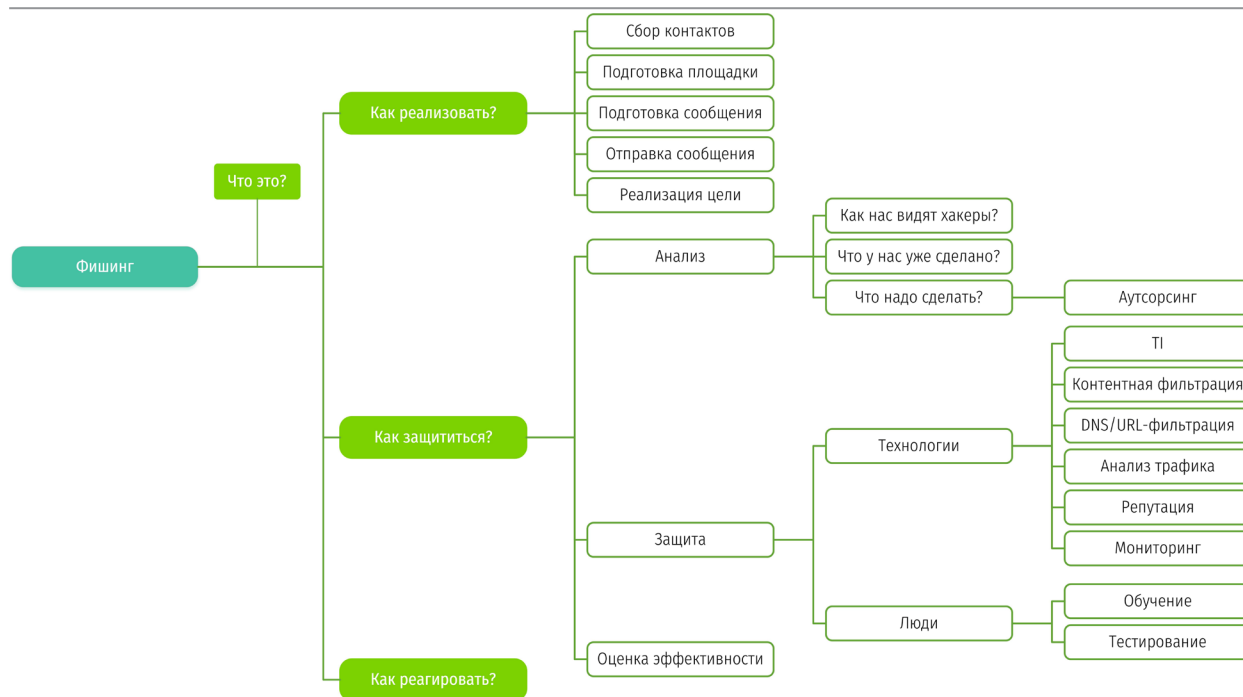 Фишинг
Что это?
Как реализовать?
Сбор контактов
Подготовка площадки
Подготовка сообщения
Отправка сообщения
Реализация цели
Как защититься?
Анализ
Как нас видят хакеры?
Что у нас уже сделано?
Что надо сделать?
Аутсорсинг
Защита
Технологии
TI
Контентная фильтрация
DNS/URL-фильтрация
Анализ трафика
Репутация
Мониторинг
Люди
Обучение
Тестирование
Оценка эффективности
Как реагировать?